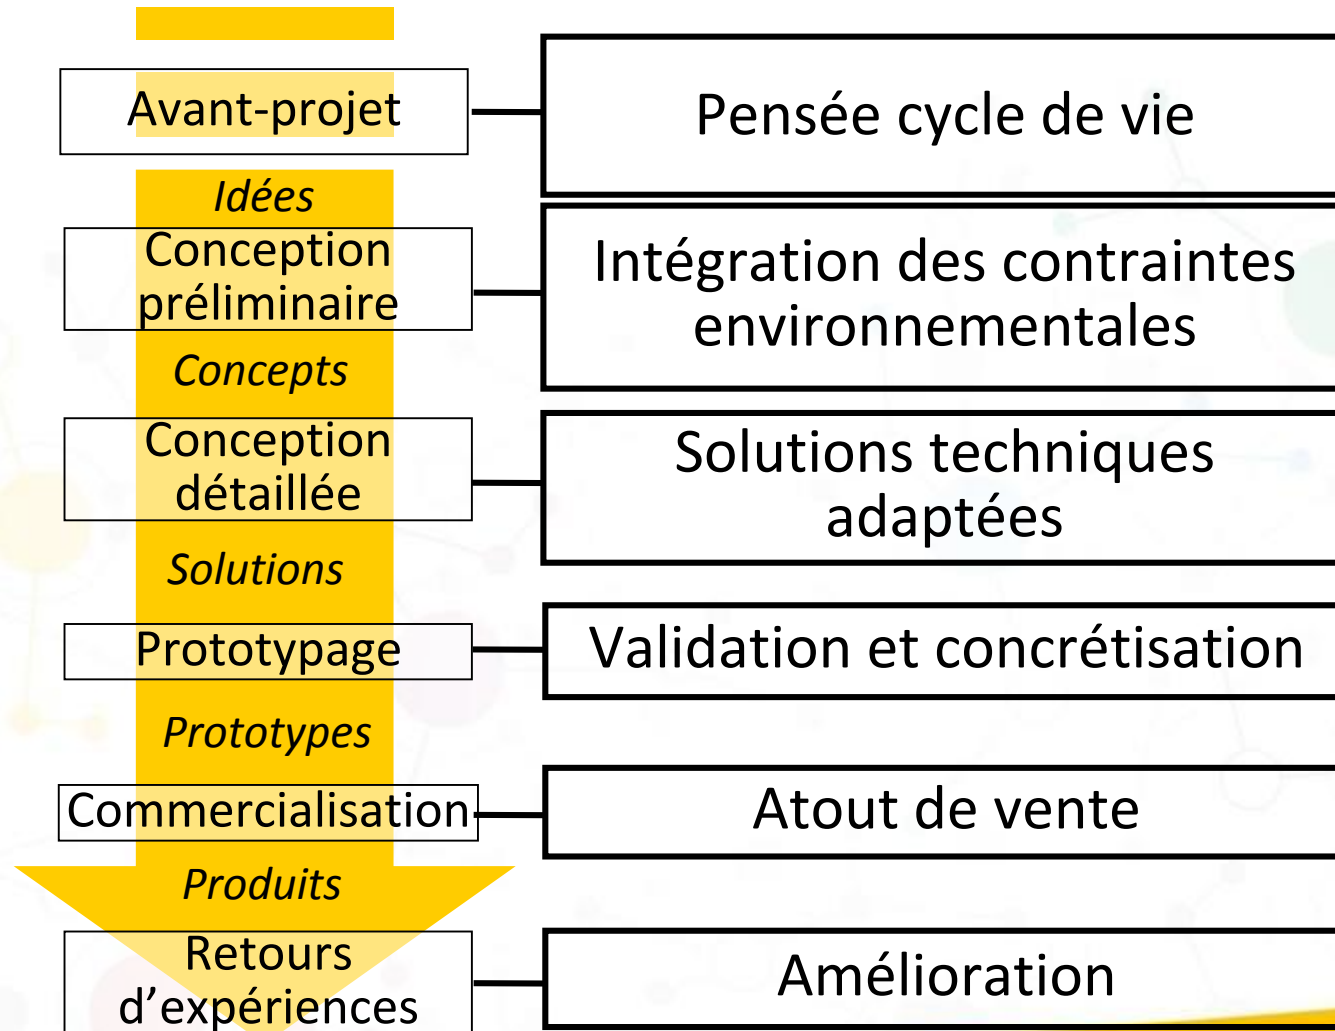 Avant-projet
Pensée cycle de vie
Idées
Conception
préliminaire
Intégration des contraintes
environnementales
Concepts
Conception
détaillée
Solutions techniques
adaptées
Solutions
Prototypage
Validation et concrétisation
Prototypes
Commercialisation
Atout de vente
Produits
Retours
d’expériences
Amélioration